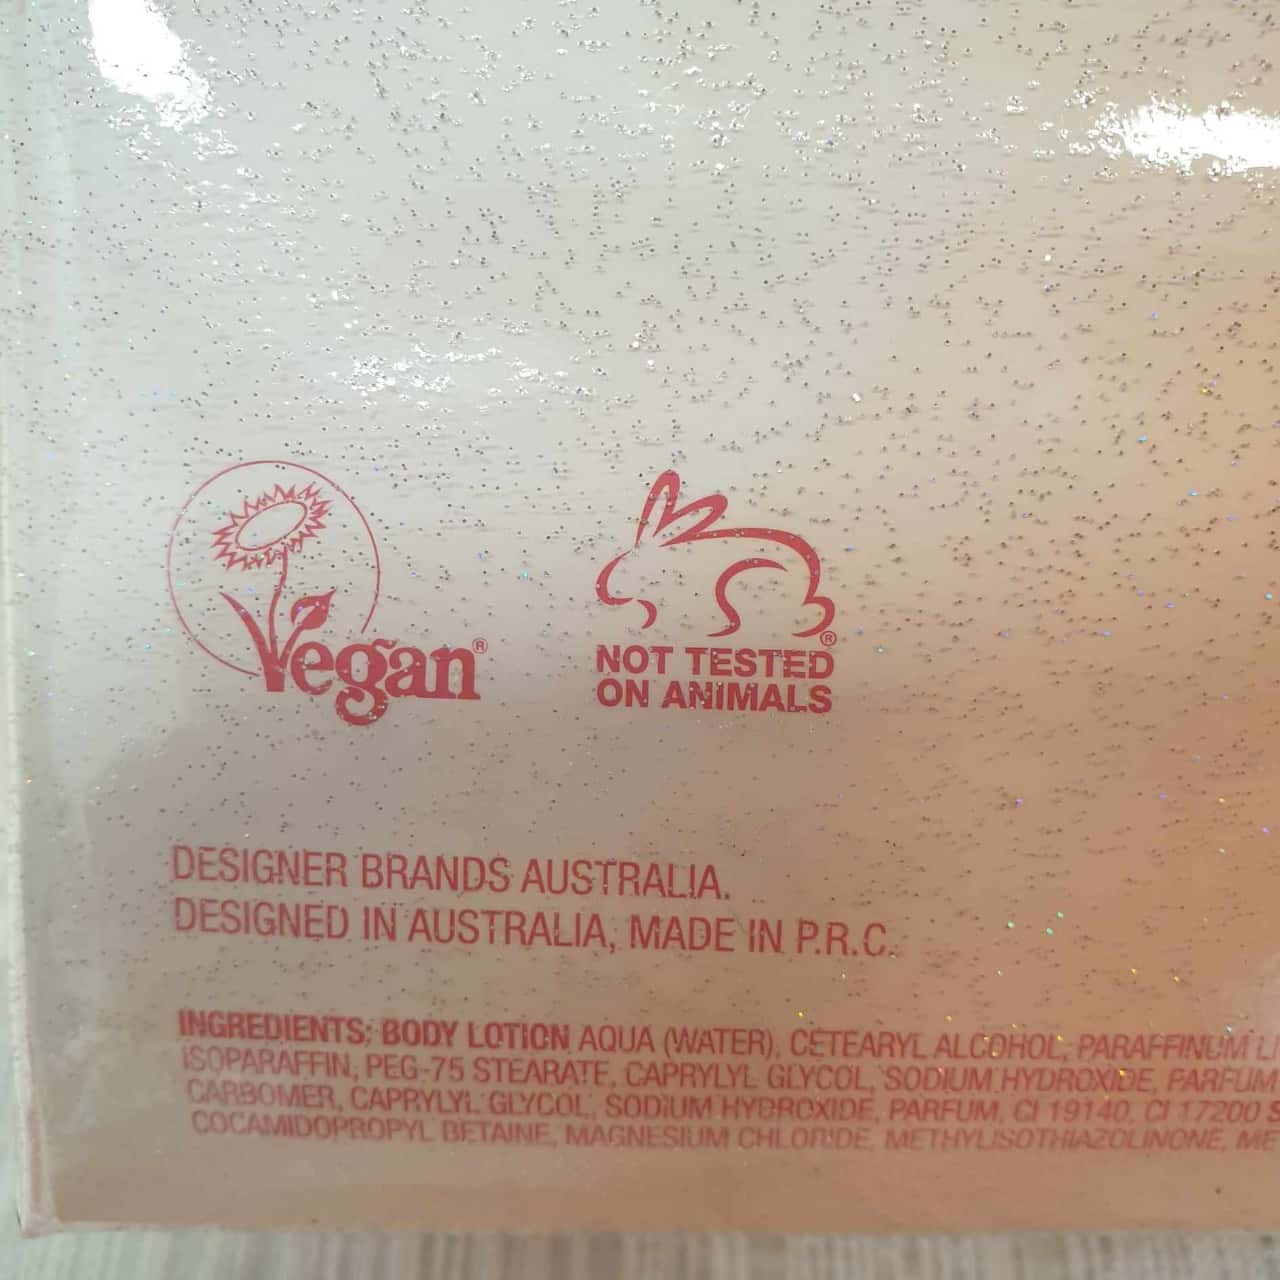 Vegan®
®
NOT TESTED
ON ANIMALS
DESIGNER BRANDS AUSTRALIA.
DESIGNED IN AUSTRALIA, MADE IN P.R.C.
INGREDIENTS; BODY LOTION AQUA (WATER), CETEARYL ALCOHOL, PARAFFINUM
ISOPARAFFIN, PEG-75 STEARATE, CAPRYLYL GLYCOL, SODIUM HYDROXIDE, PARFUM
CARBOMER, CAPRYLYL GLYCOL, SODIUM HYDROXIDE, PARFUM, CI 19140, CI 17200
COCAMIDOPROPYL BETAINE, MAGNESIUM CHLORIDE, METHYLISOTHIAZOLINONE,